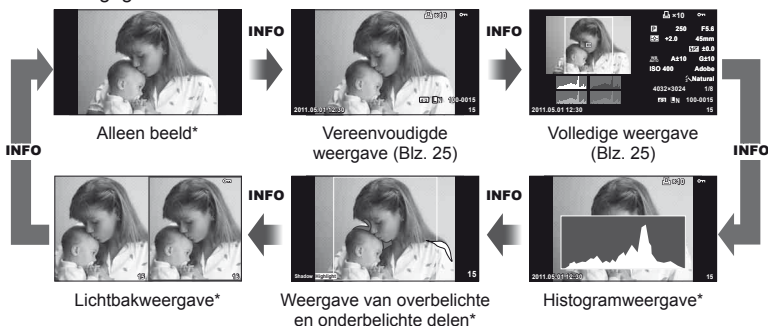 INFO
INFO
⎙×10
100-0015
2011.05.01 12:30
15
⎙×10
P 250 F5.6
+2.0 45mm
±0.0
A±10 G±10
ISO 400 Adobe
Natural
4032×3024 1/8
100-0015
2011.05.01 12:30 15
Alleen beeld*
Vereenvoudigde
weergave (Blz. 25)
Volledige weergave
(Blz. 25)
INFO
INFO
INFO
INFO
15
16
Shadow Highlight
15
×10
2011.05.01 12:30
15
Lichtbakweergave*
Weergave van overbelichte
en onderbelichte delen*
Histogramweergave*